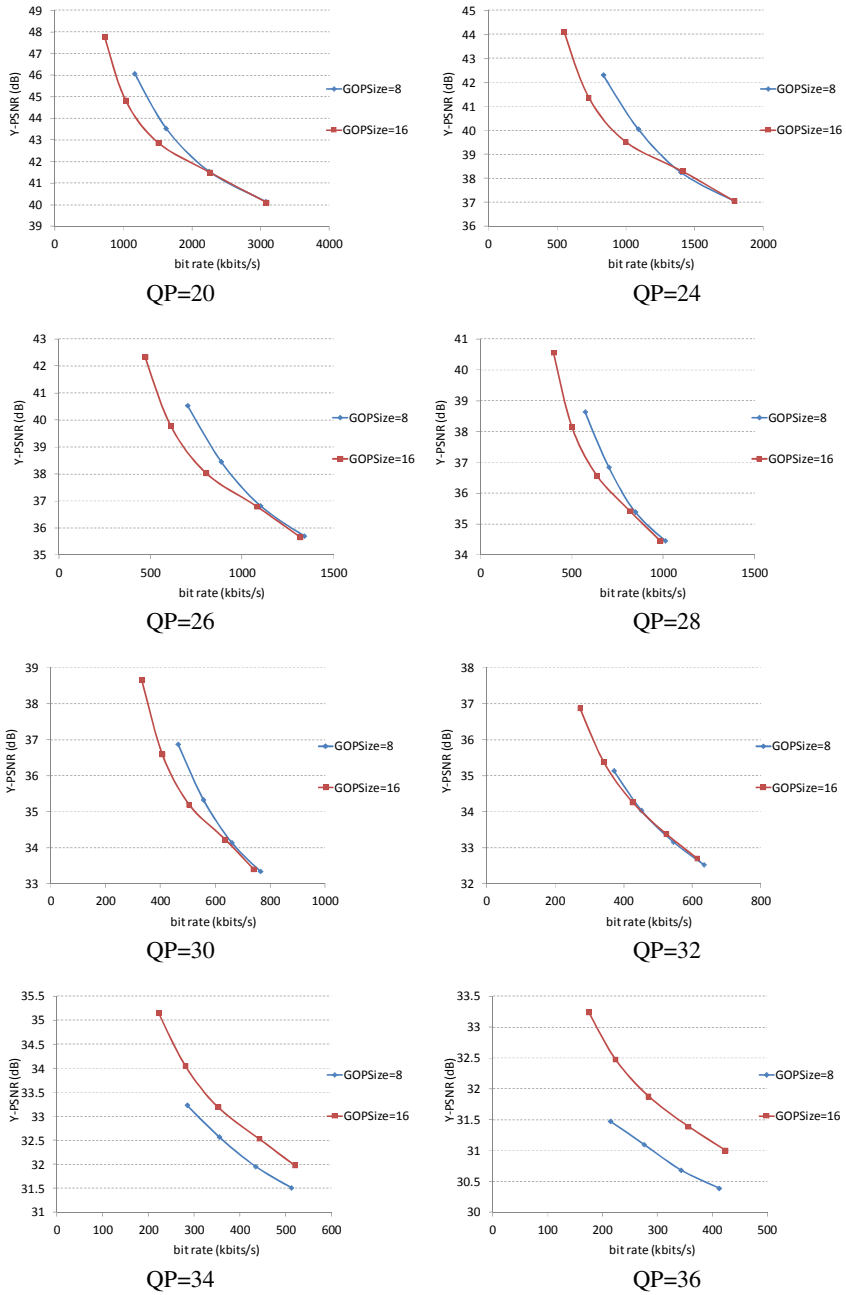 49
48
47
46
45
44
43
42
41
40
39
Y-PSNR (dB)
0 1000 2000 3000 4000
bit rate (kbits/s)
GOPSize=8
GOPSize=16
QP=20
45
44
43
42
41
40
39
38
37
36
Y-PSNR (dB)
0 500 1000 1500 2000
bit rate (kbits/s)
GOPSize=8
GOPSize=16
QP=24
43
42
41
40
39
38
37
36
35
Y-PSNR (dB)
0 500 1000 1500
bit rate (kbits/s)
GOPSize=8
GOPSize=16
QP=26
41
40
39
38
37
36
35
34
Y-PSNR (dB)
0 500 1000 1500
bit rate (kbits/s)
GOPSize=8
GOPSize=16
QP=28
39
38
37
36
35
34
33
Y-PSNR (dB)
0 200 400 600 800 1000
bit rate (kbits/s)
GOPSize=8
GOPSize=16
QP=30
38
37
36
35
34
33
32
Y-PSNR (dB)
0 200 400 600 800
bit rate (kbits/s)
GOPSize=8
GOPSize=16
QP=32
35.5
35
34.5
34
33.5
33
32.5
32
31.5
31
Y-PSNR (dB)
0 100 200 300 400 500 600
bit rate (kbits/s)
GOPSize=8
GOPSize=16
QP=34
33.5
33
32.5
32
31.5
31
30.5
30
Y-PSNR (dB)
0 100 200 300 400 500
bit rate (kbits/s)
GOPSize=8
GOPSize=16
QP=36